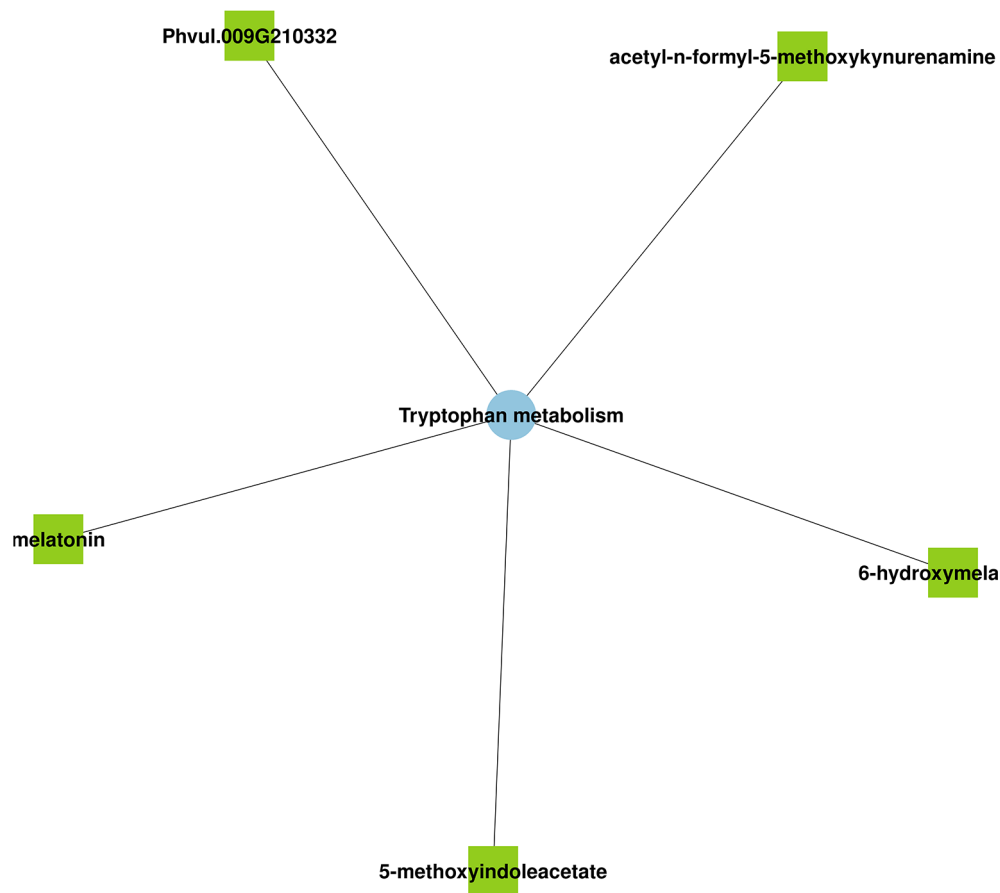 Phvul.009G210332
acetyl-n-formyl-5-methoxykynurenamine
Tryptophan metabolism
melatonin
6-hydroxymela
5-methoxyindoleacetate